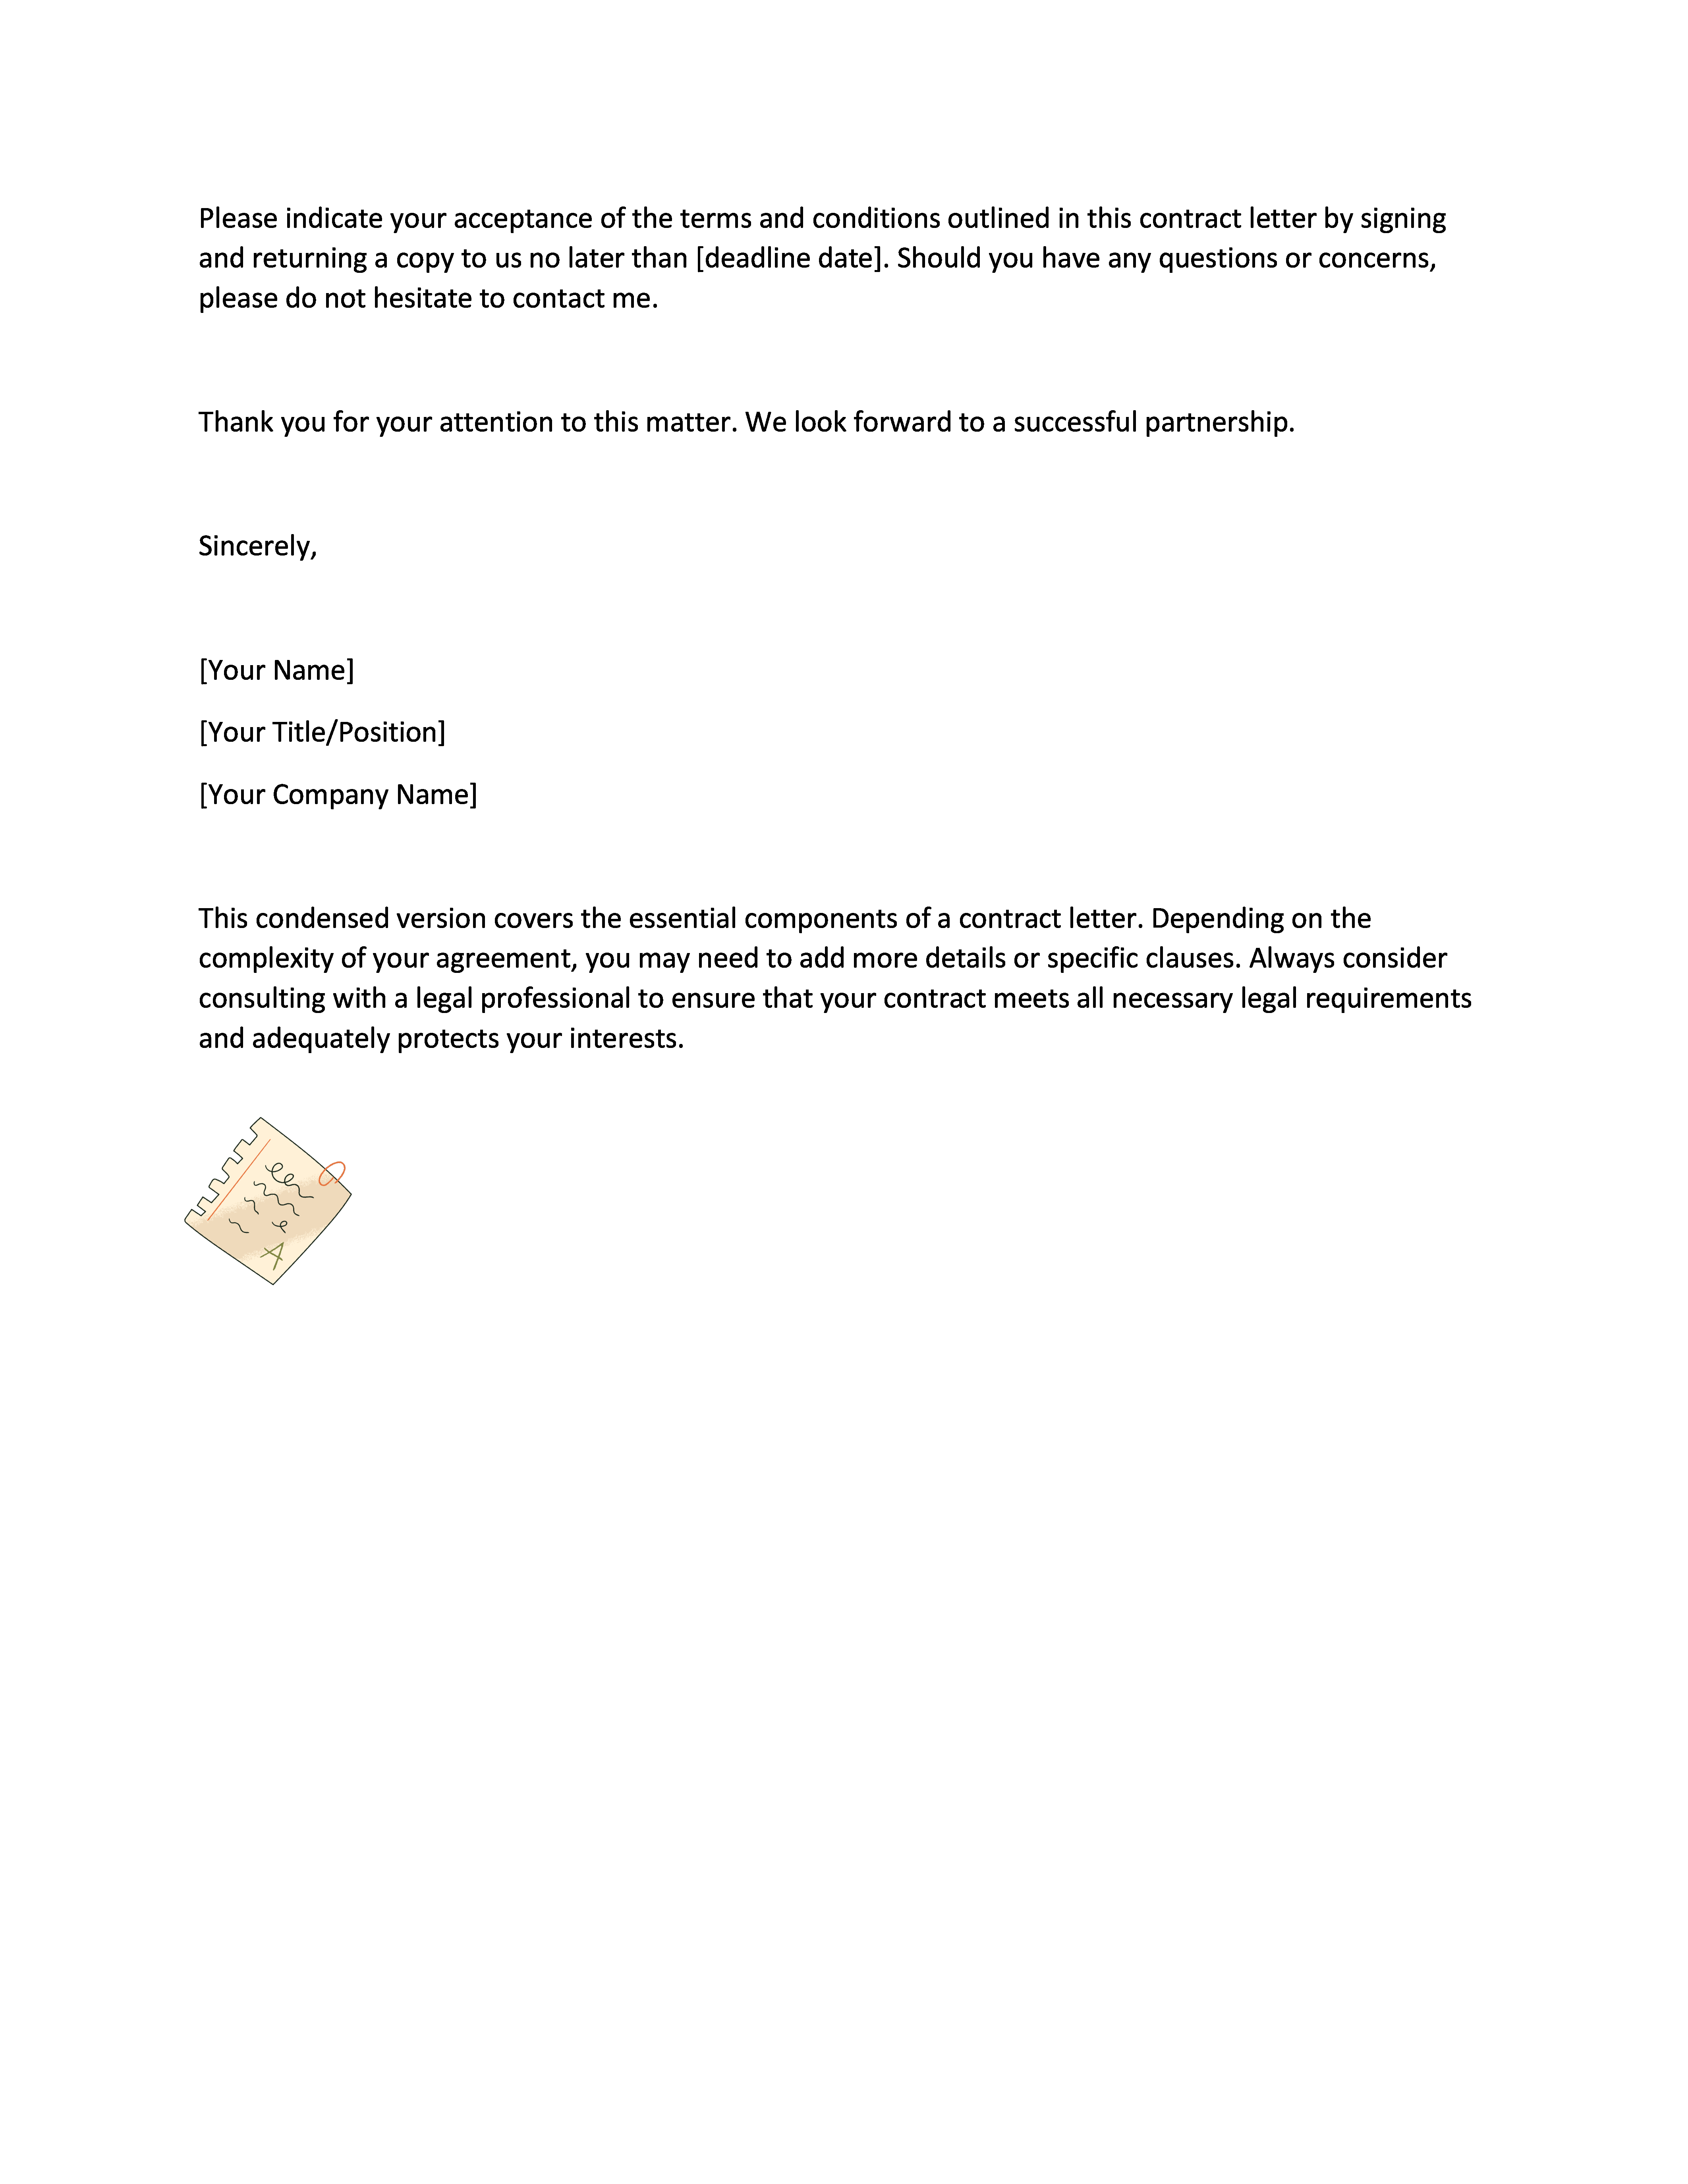 Please indicate your acceptance of the terms and conditions outlined in this contract letter by signing
and returning a copy to us no later than [deadline date]. Should you have any questions or concerns,
please do not hesitate to contact me.
Thank you for your attention to this matter. We look forward to a successful partnership.
Sincerely,
[Your Name]
[Your Title/Position]
[Your Company Name]
This condensed version covers the essential components of a contract letter. Depending on the
complexity of your agreement, you may need to add more details or specific clauses. Always consider
consulting with a legal professional to ensure that your contract meets all necessary legal requirements
and adequately protects your interests.
A